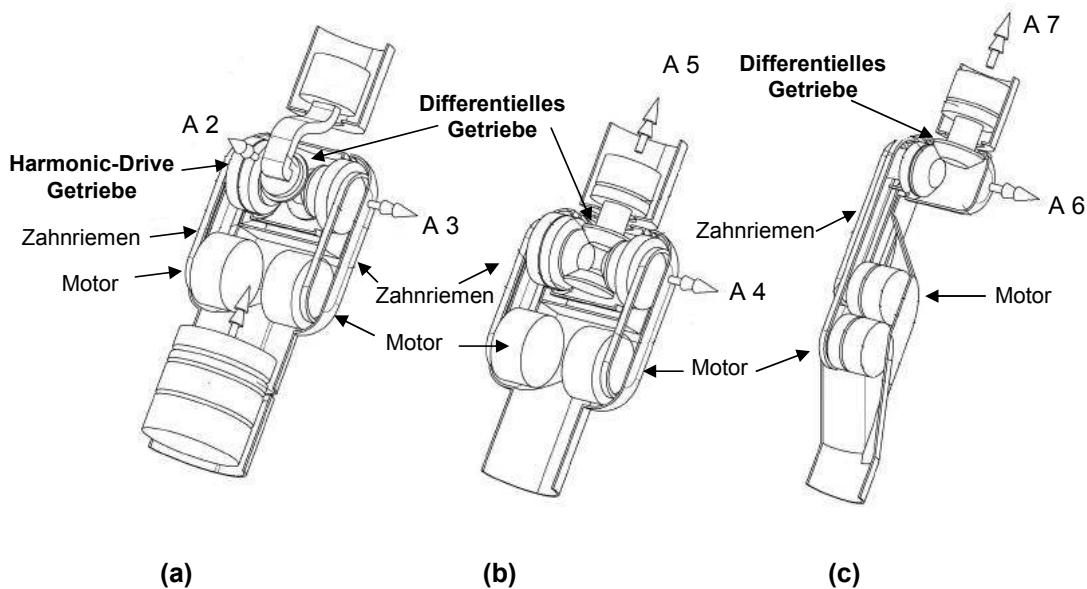 A 7
A 5
Differentielles
Getriebe
Differentielles
Getriebe
A 2
Harmonic-Drive
Getriebe
A 6
A 3
Zahnriemen
Zahnriemen
Motor
Zahnriemen
A 4
Motor
Motor
Motor
(a)
(b)
(c)